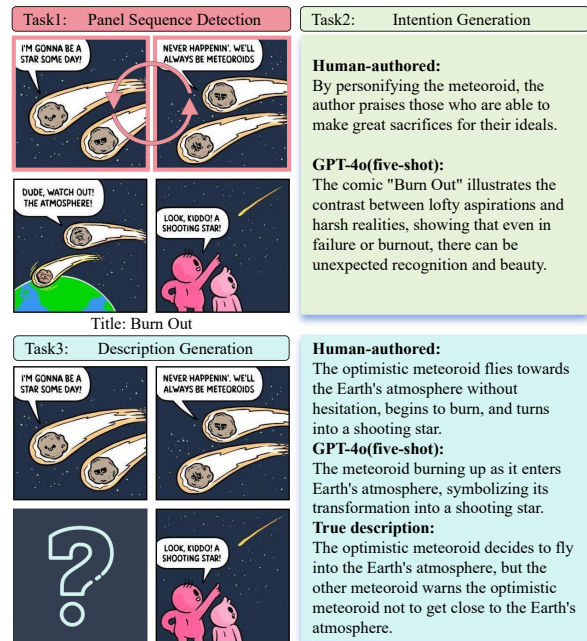 Task1: Panel Sequence Detection
I'M GONNA BE A
STAR SOME DAY!
NEVER HAPPENIN'. WE'LL
ALWAYS BE METEOROIDS
DUDE, WATCH OUT!
THE ATMOSPHERE!
LOOK, KIDDO! A
SHOOTING STAR!
Title: Burn Out
Task2: Intention Generation
Human-authored:
By personifying the meteoroid, the
author praises those who are able to
make great sacrifices for their ideals.
GPT-4o(five-shot):
The comic "Burn Out" illustrates the
contrast between lofty aspirations and
harsh realities, showing that even in
failure or burnout, there can be
unexpected recognition and beauty.
Task3: Description Generation
I'M GONNA BE A
STAR SOME DAY!
NEVER HAPPENIN'. WE'LL
ALWAYS BE METEOROIDS
?
LOOK, KIDDO! A
SHOOTING STAR!
Human-authored:
The optimistic meteoroid flies towards
the Earth's atmosphere without
hesitation, begins to burn, and turns
into a shooting star.
GPT-4o(five-shot):
The meteoroid burning up as it enters
Earth's atmosphere, symbolizing its
transformation into a shooting star.
True description:
The optimistic meteoroid decides to fly
into the Earth's atmosphere, but the
other meteoroid warns the optimistic
meteoroid not to get close to the Earth's
atmosphere.